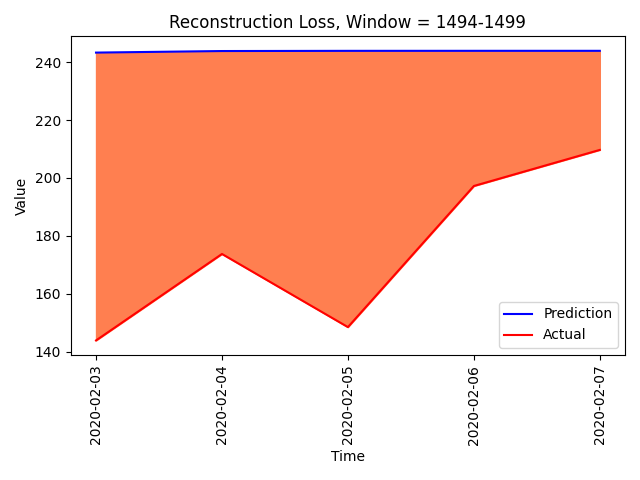 Reconstruction Loss, Window = 1494-1499
Value
240
220
200
180
160
140
Prediction
Actual
2020-02-03
2020-02-04
2020-02-05
2020-02-06
2020-02-07
Time